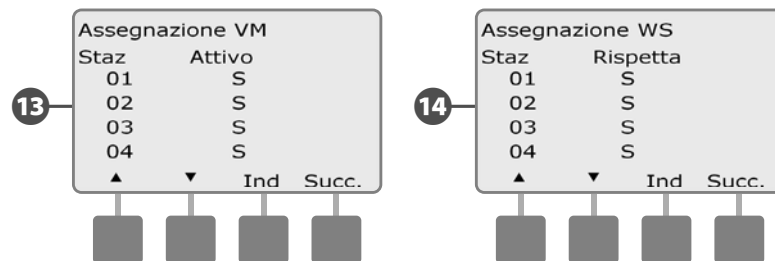 Assegnazione VM
Staz Attivo
01 S
02 S
03 S
04 S
▲ ▼ Ind Succ.
13
Assegnazione WS
Staz Rispetta
01 S
02 S
03 S
04 S
▲ ▼ Ind Succ.
14